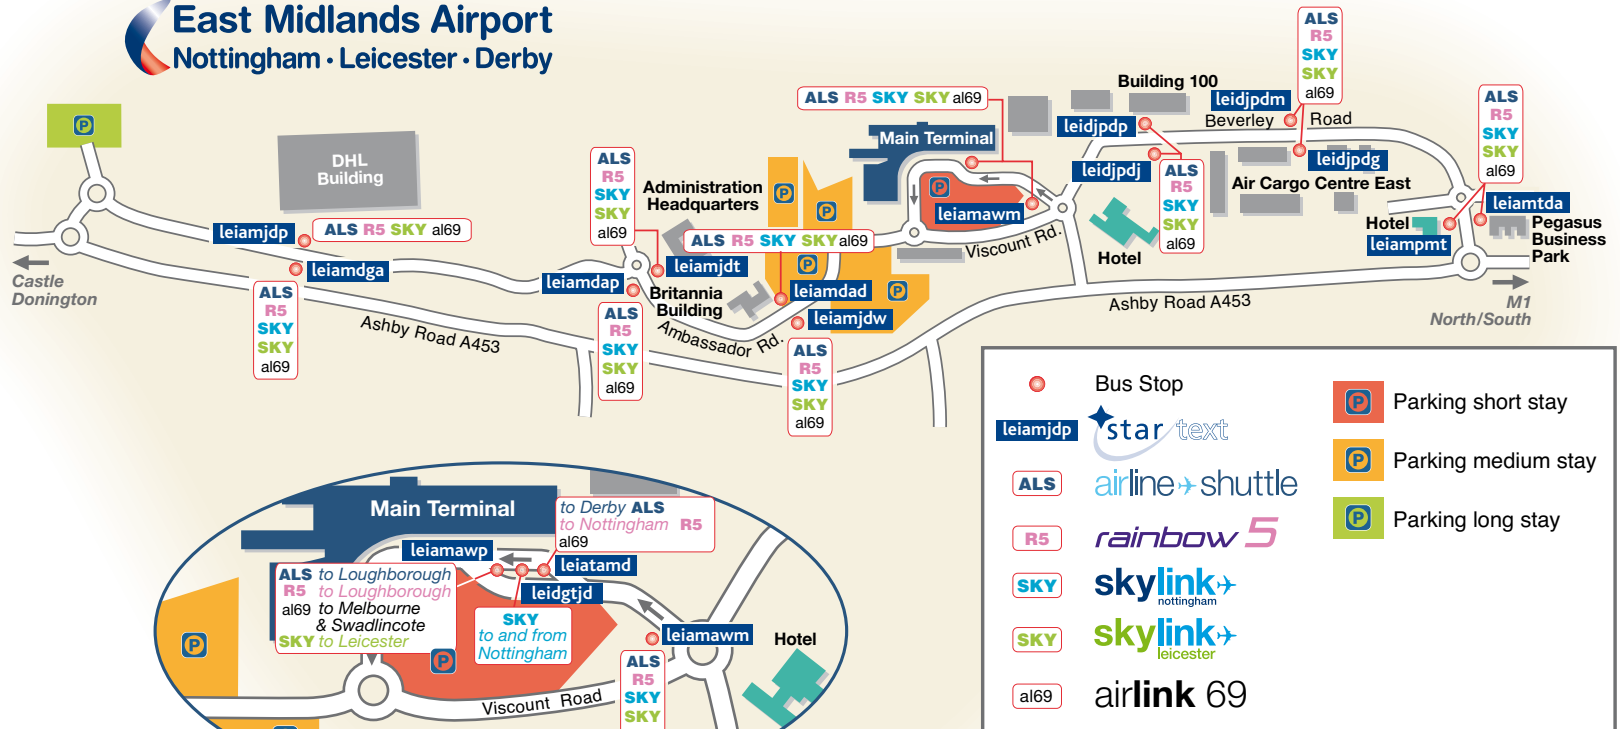 East Midlands Airport
Nottingham · Leicester · Derby
P
DHL
Building
leiamjdp
ALS R5 SKY al69
leiamdga
ALS
R5
SKY
SKY
al69
Castle
Donington
Ashby Road A453
ALS
R5
SKY
SKY
al69
Administration
Headquarters
P
P
ALS R5 SKY SKY al69
leiamjdt
leiamdap
Britannia
Building
P
leiamdad
P
leiamjdw
Ambassador Rd.
ALS
R5
SKY
SKY
al69
ALS
R5
SKY
SKY
al69
ALS R5 SKY SKY al69
Main Terminal
P
leiamawm
Viscount Rd.
Building 100
leidjpdp
leidjpdj
leidjpdm
Beverley Road
ALS
R5
SKY
SKY
al69
leidjpdg
Air Cargo Centre East
ALS
R5
SKY
SKY
al69
Hotel
ALS
R5
SKY
SKY
al69
leiamtda
Hotel
leiampmt
Pegasus
Business
Park
Ashby Road A453
M1
North/South
Main Terminal
to Derby ALS
to Nottingham R5
al69
leiamawp
leiatamd
leidgtjd
ALS to Loughborough
R5 to Loughborough
al69 to Melbourne
& Swadlincote
SKY to Leicester
SKY
to and from
Nottingham
P
P
leiamawm
Hotel
ALS
R5
SKY
SKY
Viscount Road
Bus Stop
leiamjdp star text
ALS airline shuttle
R5 rainbow 5
SKY skylink
nottingham
SKY skylink
leicester
al69 airlink 69
P Parking short stay
P Parking medium stay
P Parking long stay